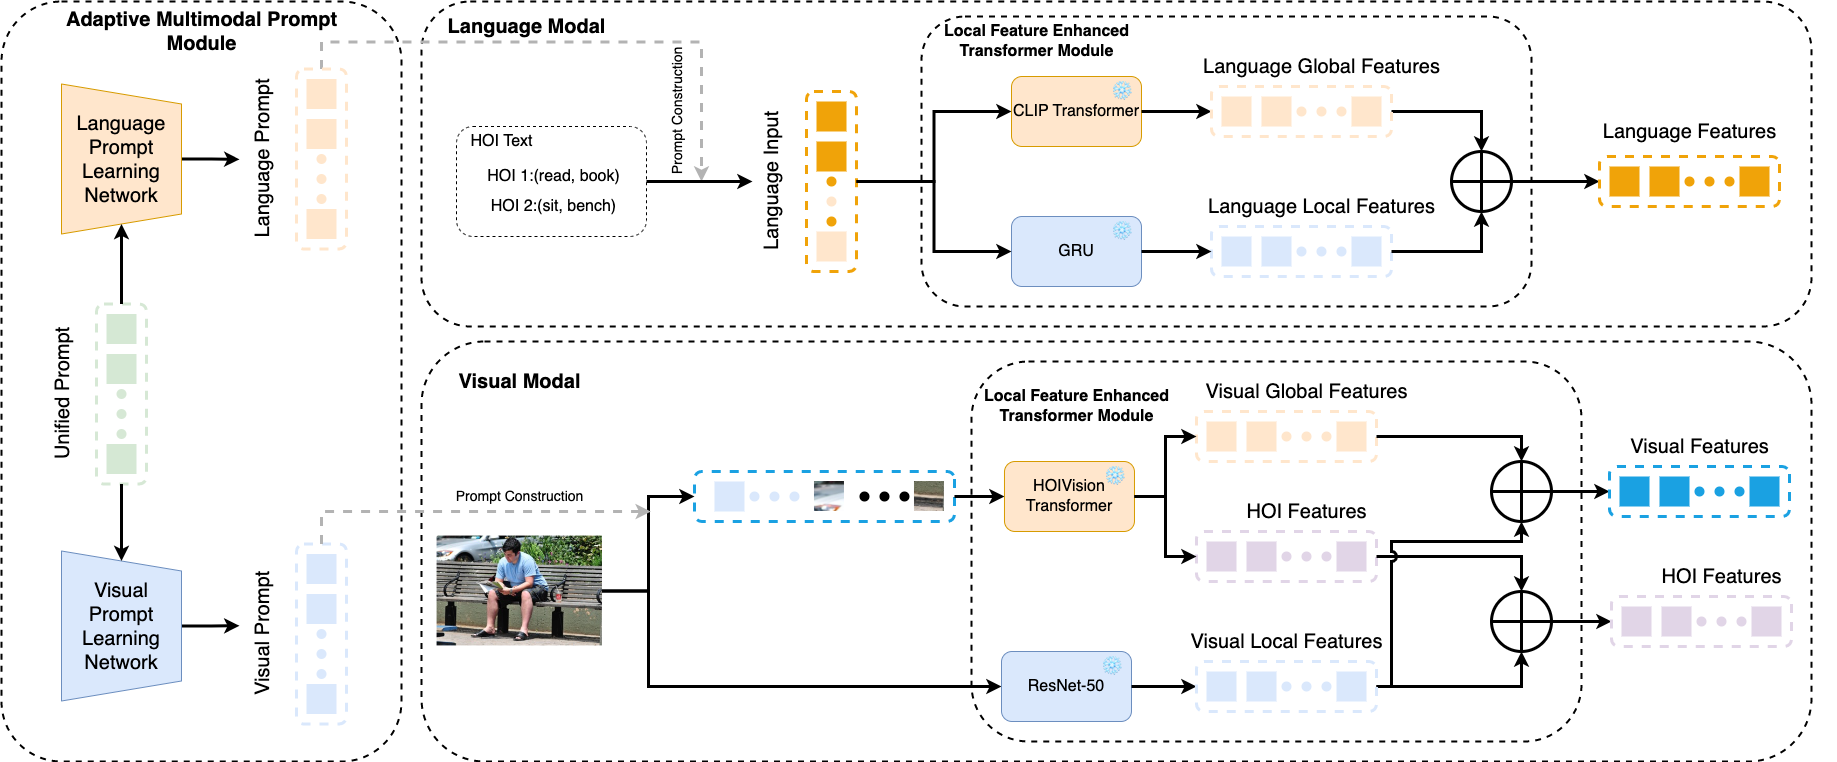 Adaptive Multimodal Prompt
Module
Language
Prompt
Learning
Network
Language Prompt
Unified Prompt
Visual
Prompt
Learning
Network
Visual Prompt
Language Modal
HOI Text
HOI 1:(read, book)
HOI 2:(sit, bench)
Prompt Construction
Language Input
Local Feature Enhanced
Transformer Module
CLIP Transformer
GRU
Language Global Features
Language Local Features
Language Features
Visual Modal
Prompt Construction
Local Feature Enhanced
Transformer Module
HOIVision
Transformer
ResNet-50
Visual Global Features
HOI Features
Visual Local Features
Visual Features
HOI Features